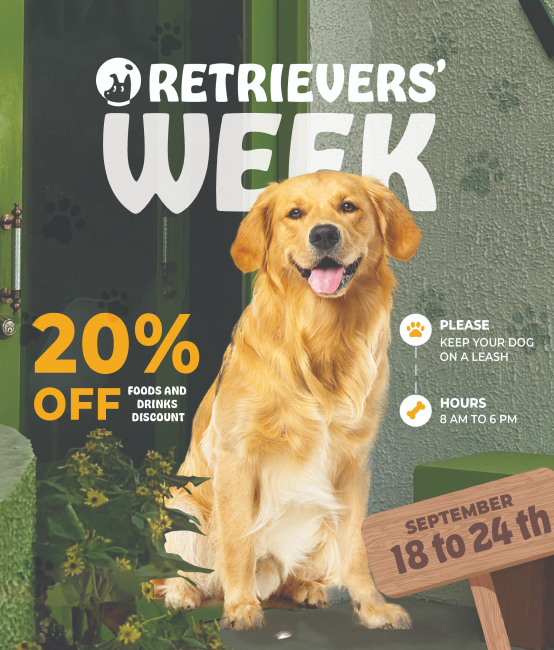 RETRIEVERS'
WEEK
20%
OFF
FOODS AND
DRINKS
DISCOUNT
PLEASE
KEEP YOUR DOG
ON A LEASH
HOURS
8 AM TO 6 PM
SEPTEMBER
18 to 24 th